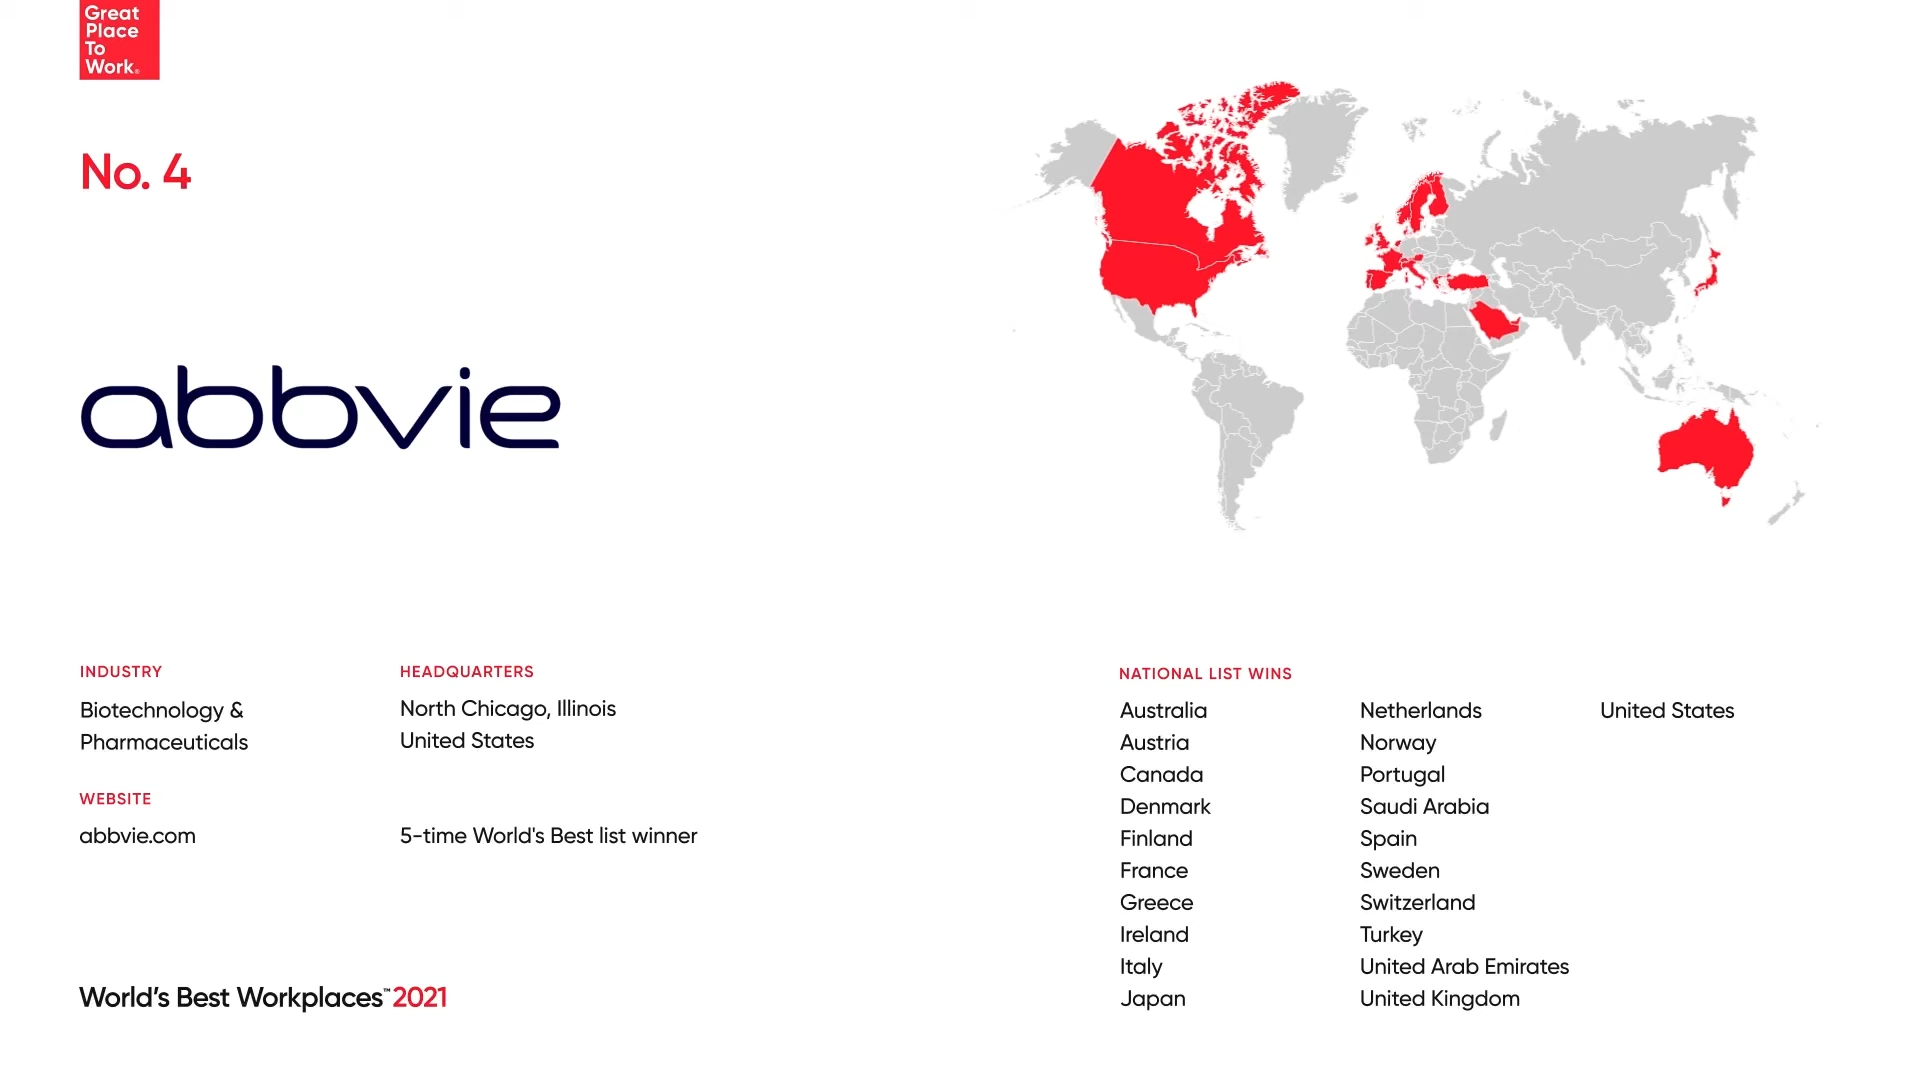 Great
Place
To
Work®
No. 4
abbvie
INDUSTRY
Biotechnology &
Pharmaceuticals
HEADQUARTERS
North Chicago, Illinois
United States
WEBSITE
abbvie.com
5-time World's Best list winner
NATIONAL LIST WINS
Australia
Austria
Canada
Denmark
Finland
France
Greece
Ireland
Italy
Japan
Netherlands
Norway
Portugal
Saudi Arabia
Spain
Sweden
Switzerland
Turkey
United Arab Emirates
United Kingdom
United States
World’s Best Workplaces™ 2021